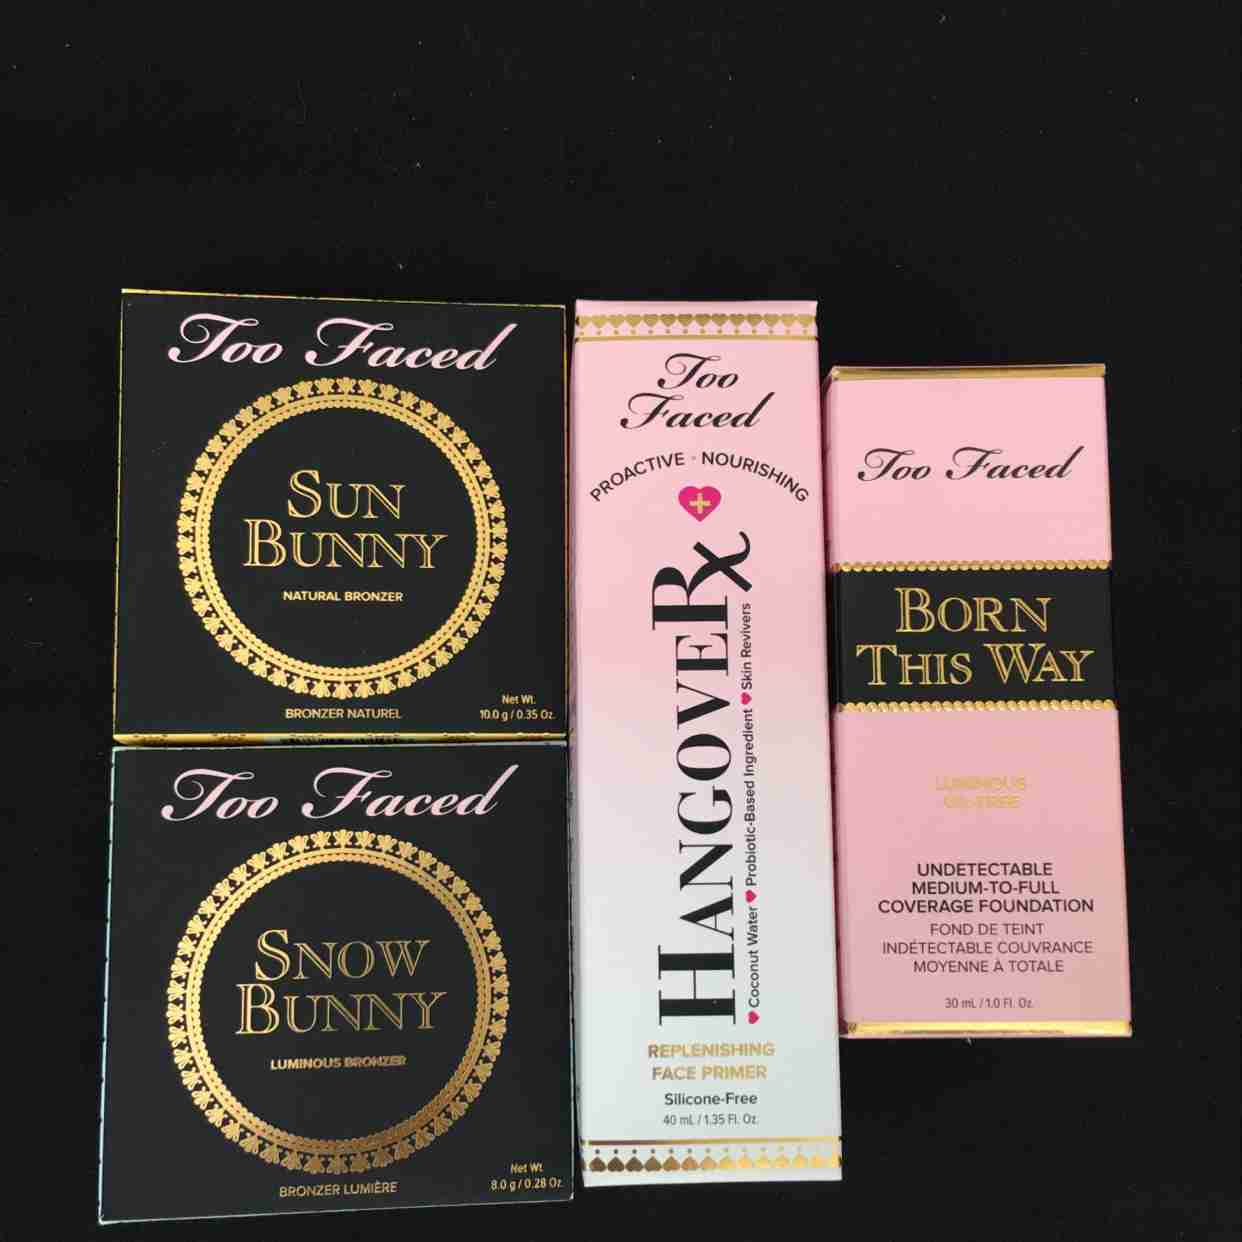 Too Faced
SUN
BUNNY
NATURAL BRONZER
BRONZER NATUREL
Net Wt.
10.0 g / 0.35 Oz.
Too Faced
SNOW
BUNNY
LUMINOUS BRONZER
BRONZER LUMIÈRE
Net Wt.
8.0 g / 0.28 Oz.
Too
Faced
PROACTIVE • NOURISHING
HANGOVERX
Coconut Water ♥ Probiotic-Based Ingredient ♥ Skin Revivers
REPLENISHING
FACE PRIMER
Silicone-Free
40 mL / 1.35 Fl. Oz.
Too Faced
BORN
THIS WAY
LUMINOUS
OIL-FREE
UNDETECTABLE
MEDIUM-TO-FULL
COVERAGE FOUNDATION
FOND DE TEINT
INDÉTECTABLE COUVRANCE
MOYENNE À TOTALE
30 mL / 1.0 Fl. Oz.